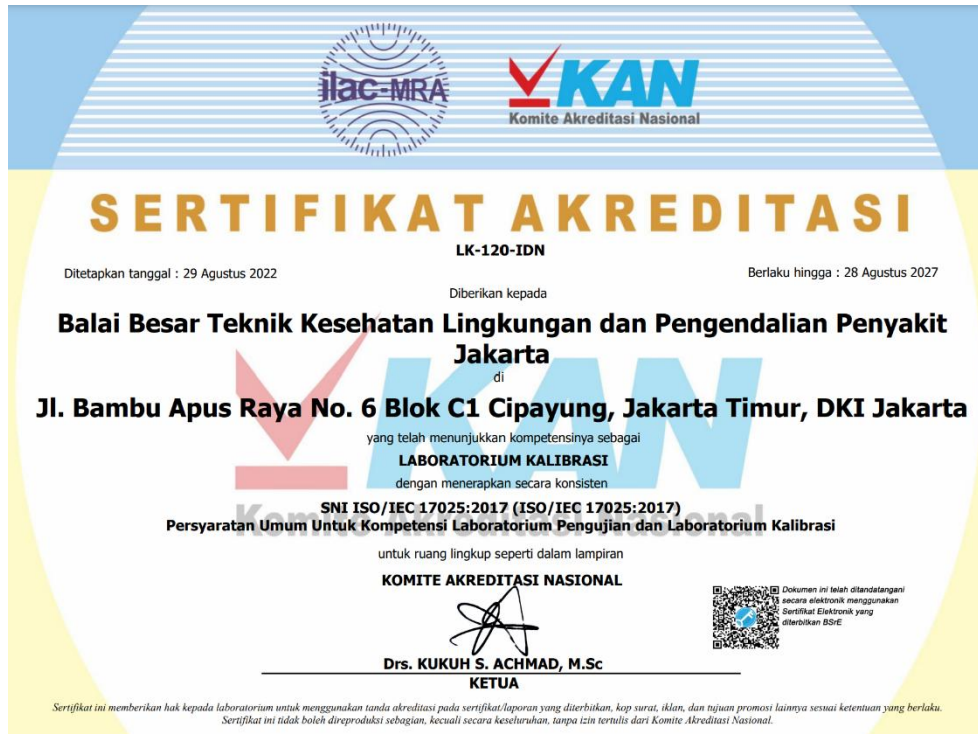 ilac-MRA
KAN
Komite Akreditasi Nasional
SERTIFIKAT AKREDITASI
LK-120-IDN
Ditetapkan tanggal : 29 Agustus 2022
Berlaku hingga : 28 Agustus 2027
Diberikan kepada
Balai Besar Teknik Kesehatan Lingkungan dan Pengendalian Penyakit
Jakarta
di
Jl. Bambu Apus Raya No. 6 Blok C1 Cipayung, Jakarta Timur, DKI Jakarta
yang telah menunjukkan kompetensinya sebagai
LABORATORIUM KALIBRASI
dengan menerapkan secara konsisten
SNI ISO/IEC 17025:2017 (ISO/IEC 17025:2017)
Persyaratan Umum Untuk Kompetensi Laboratorium Pengujian dan Laboratorium Kalibrasi
KAN
Komite Akreditasi Nasional
untuk ruang lingkup seperti dalam lampiran
KOMITE AKREDITASI NASIONAL
Dokumen ini telah ditandatangani
secara elektronik menggunakan
Sertifikat Elektronik yang
diterbitkan BSrE
Drs. KUKUH S. ACHMAD, M.Sc
KETUA
Sertifikat ini memberikan hak kepada laboratorium untuk menggunakan tanda akreditasi pada sertifikat/laporan yang diterbitkan, kop surat, iklan, dan tujuan promosi lainnya sesuai ketentuan yang berlaku.
Sertifikat ini tidak boleh direproduksi sebagian, kecuali secara keseluruhan, tanpa izin tertulis dari Komite Akreditasi Nasional.